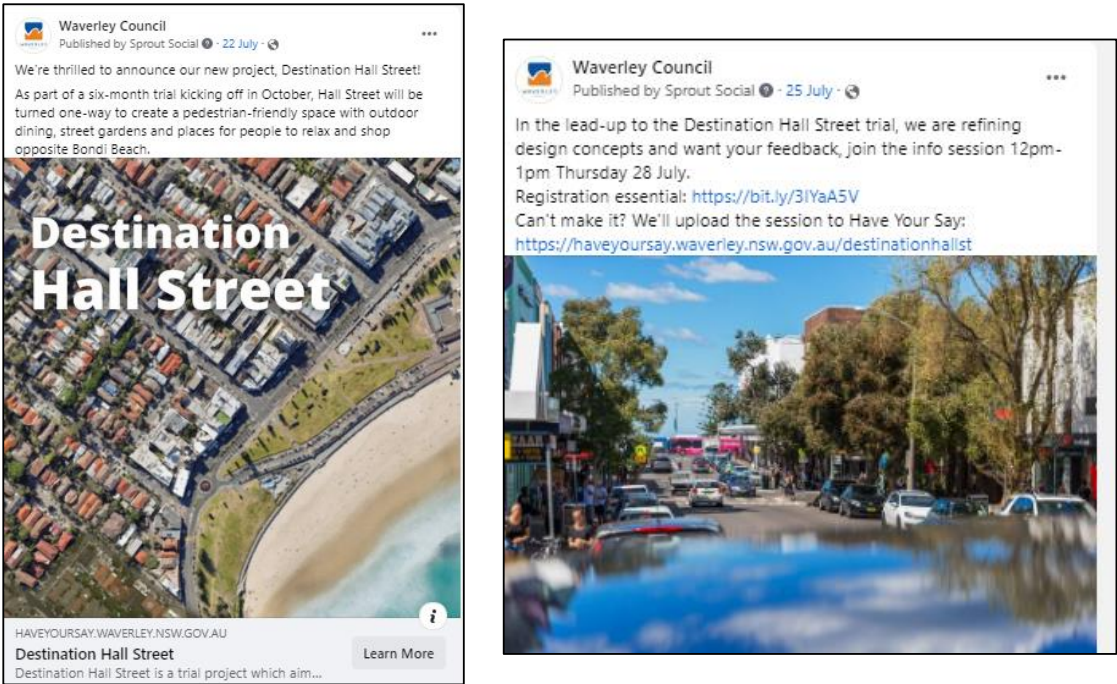 Waverley Council
Published by Sprout Social · 22 July ·
We're thrilled to announce our new project, Destination Hall Street!
As part of a six-month trial kicking off in October, Hall Street will be
turned one-way to create a pedestrian-friendly space with outdoor
dining, street gardens and places for people to relax and shop
opposite Bondi Beach.
Destination
Hall Street
HAVEYOURSAY.WAVERLEY.NSW.GOV.AU
Destination Hall Street
Destination Hall Street is a trial project which aim...
Learn More
Waverley Council
Published by Sprout Social · 25 July ·
In the lead-up to the Destination Hall Street trial, we are refining
design concepts and want your feedback, join the info session 12pm-
1pm Thursday 28 July.
Registration essential: https://bit.ly/3IYaA5V
Can't make it? We'll upload the session to Have Your Say:
https://haveyoursay.waverley.nsw.gov.au/destinationhallst